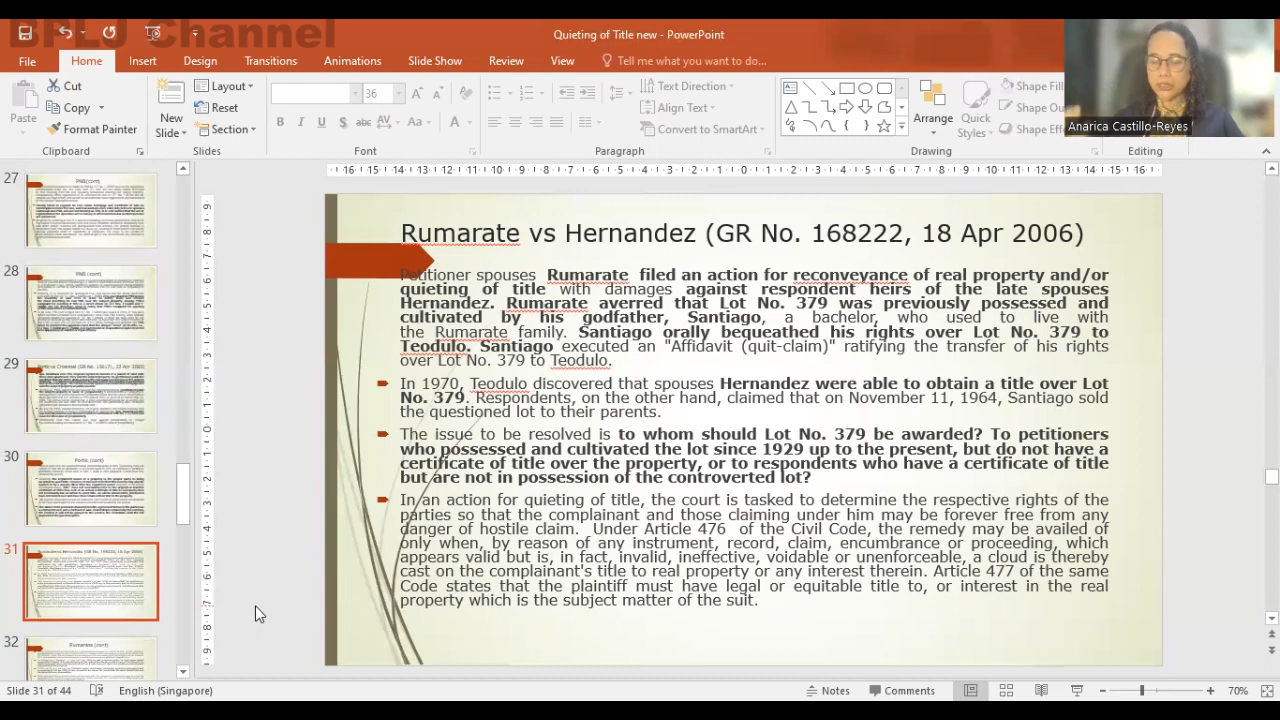 BPLJ Channel
Quieting of Title new - PowerPoint
File Home Insert Design Transitions Animations Slide Show Review View Tell me what you want to do...
Paste
Cut
Copy
Format Painter
Clipboard
New Slide
Layout
Reset
Section
Slides
36
B I U S abc AV Aa A
Font
Text Direction
Align Text
Convert to SmartArt
Paragraph
Arrange
Quick Styles
Shape Fill
Shape Ou
Shape Effe
Drawing
Editing
Anarica Castillo-Reyes
27
28
29
30
31
32
Rumarate vs Hernandez (GR No. 168222, 18 Apr 2006)
Petitioner spouses Rumarate filed an action for reconveyance of real property and/or
quieting of title with damages against respondent heirs of the late spouses
Hernandez. Rumarate averred that Lot No. 379 was previously possessed and
cultivated by his godfather, Santiago, a bachelor, who used to live with
the Rumarate family. Santiago orally bequeathed his rights over Lot No. 379 to
Teodulo. Santiago executed an "Affidavit (quit-claim)" ratifying the transfer of his rights
over Lot No. 379 to Teodulo.
In 1970, Teodulo discovered that spouses Hernandez were able to obtain a title over Lot
No. 379. Respondents, on the other hand, claimed that on November 11, 1964, Santiago sold
the questioned lot to their parents.
The issue to be resolved is to whom should Lot No. 379 be awarded? To petitioners
who possessed and cultivated the lot since 1929 up to the present but do not have a
certificate of title over the property, or to respondents who have a certificate of title
but are not in possession of the controverted lot?
In an action for quieting of title, the court is tasked to determine the respective rights of the
parties so that the complainant and those claiming under him may be forever free from any
danger of hostile claim. Under Article 476 of the Civil Code, the remedy may be availed of
only when, by reason of any instrument, record, claim, encumbrance or proceeding, which
appears valid but is, in fact, invalid, ineffective, voidable or unenforceable, a cloud is thereby
cast on the complainant's title to real property or any interest therein. Article 477 of the same
Code states that the plaintiff must have legal or equitable title to, or interest in the real
property which is the subject matter of the suit.
Slide 31 of 44 English (Singapore) Notes Comments 70%